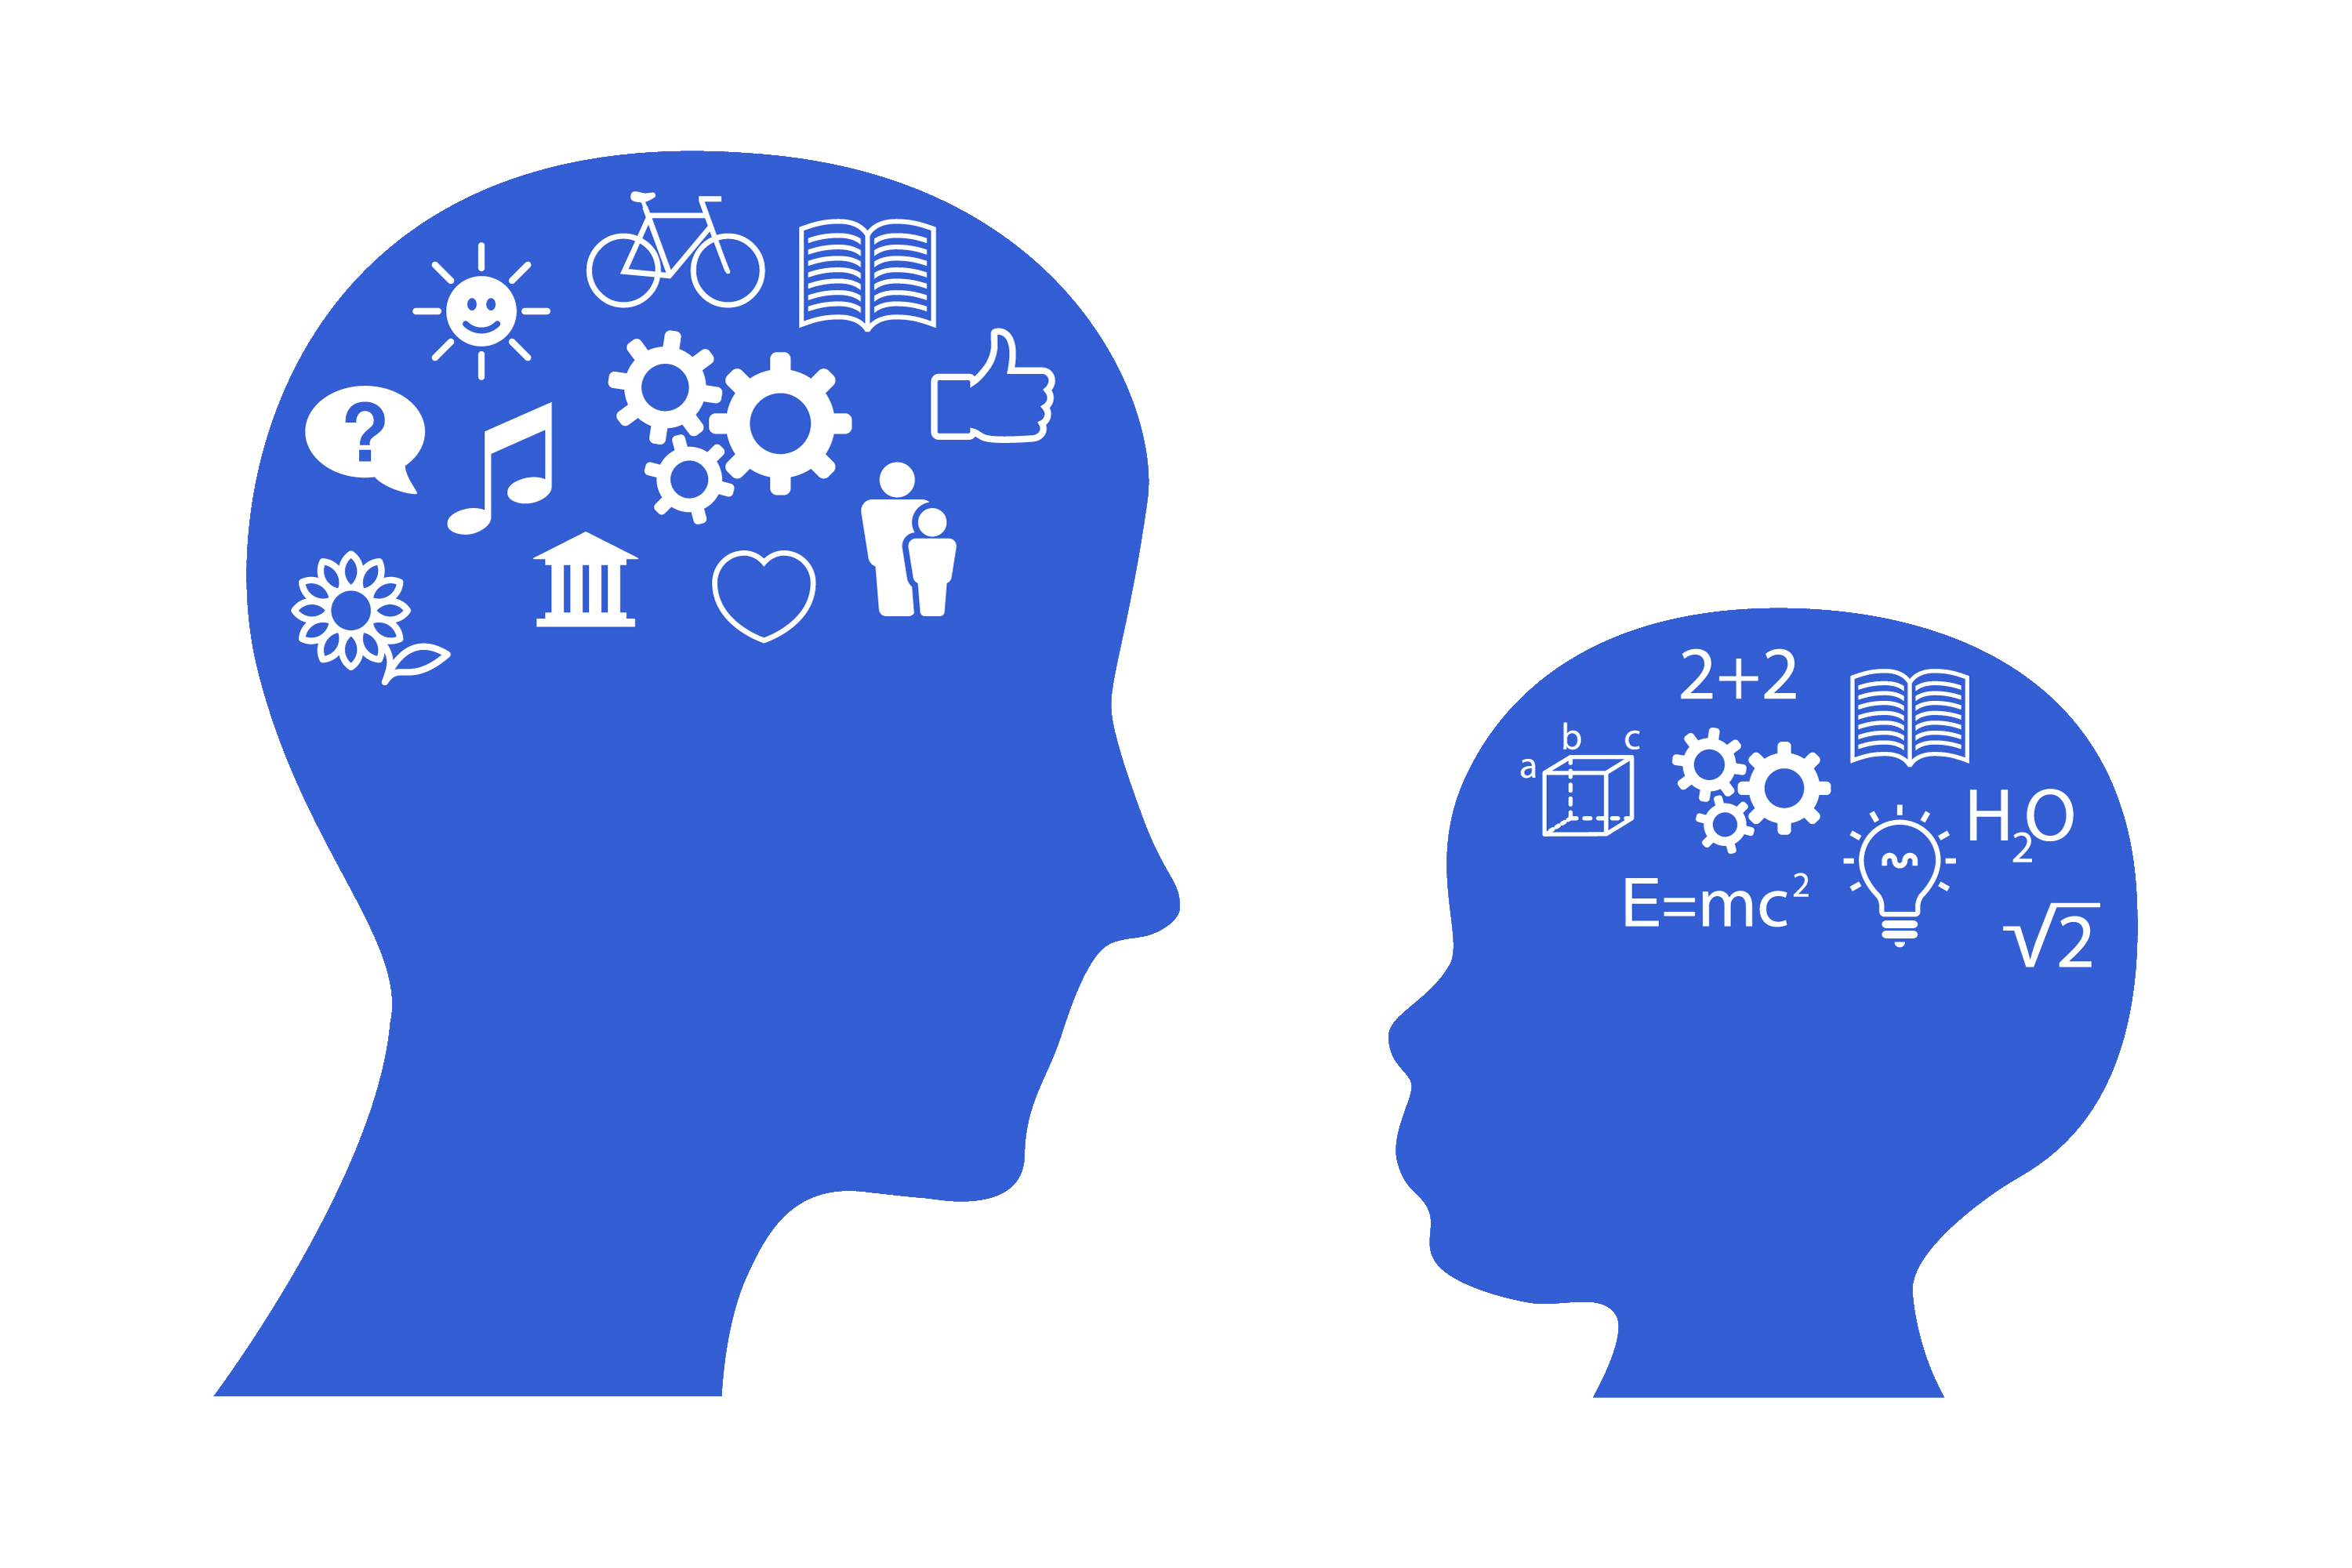 ?
2+2
a b c
H₂O
E=mc²
√2